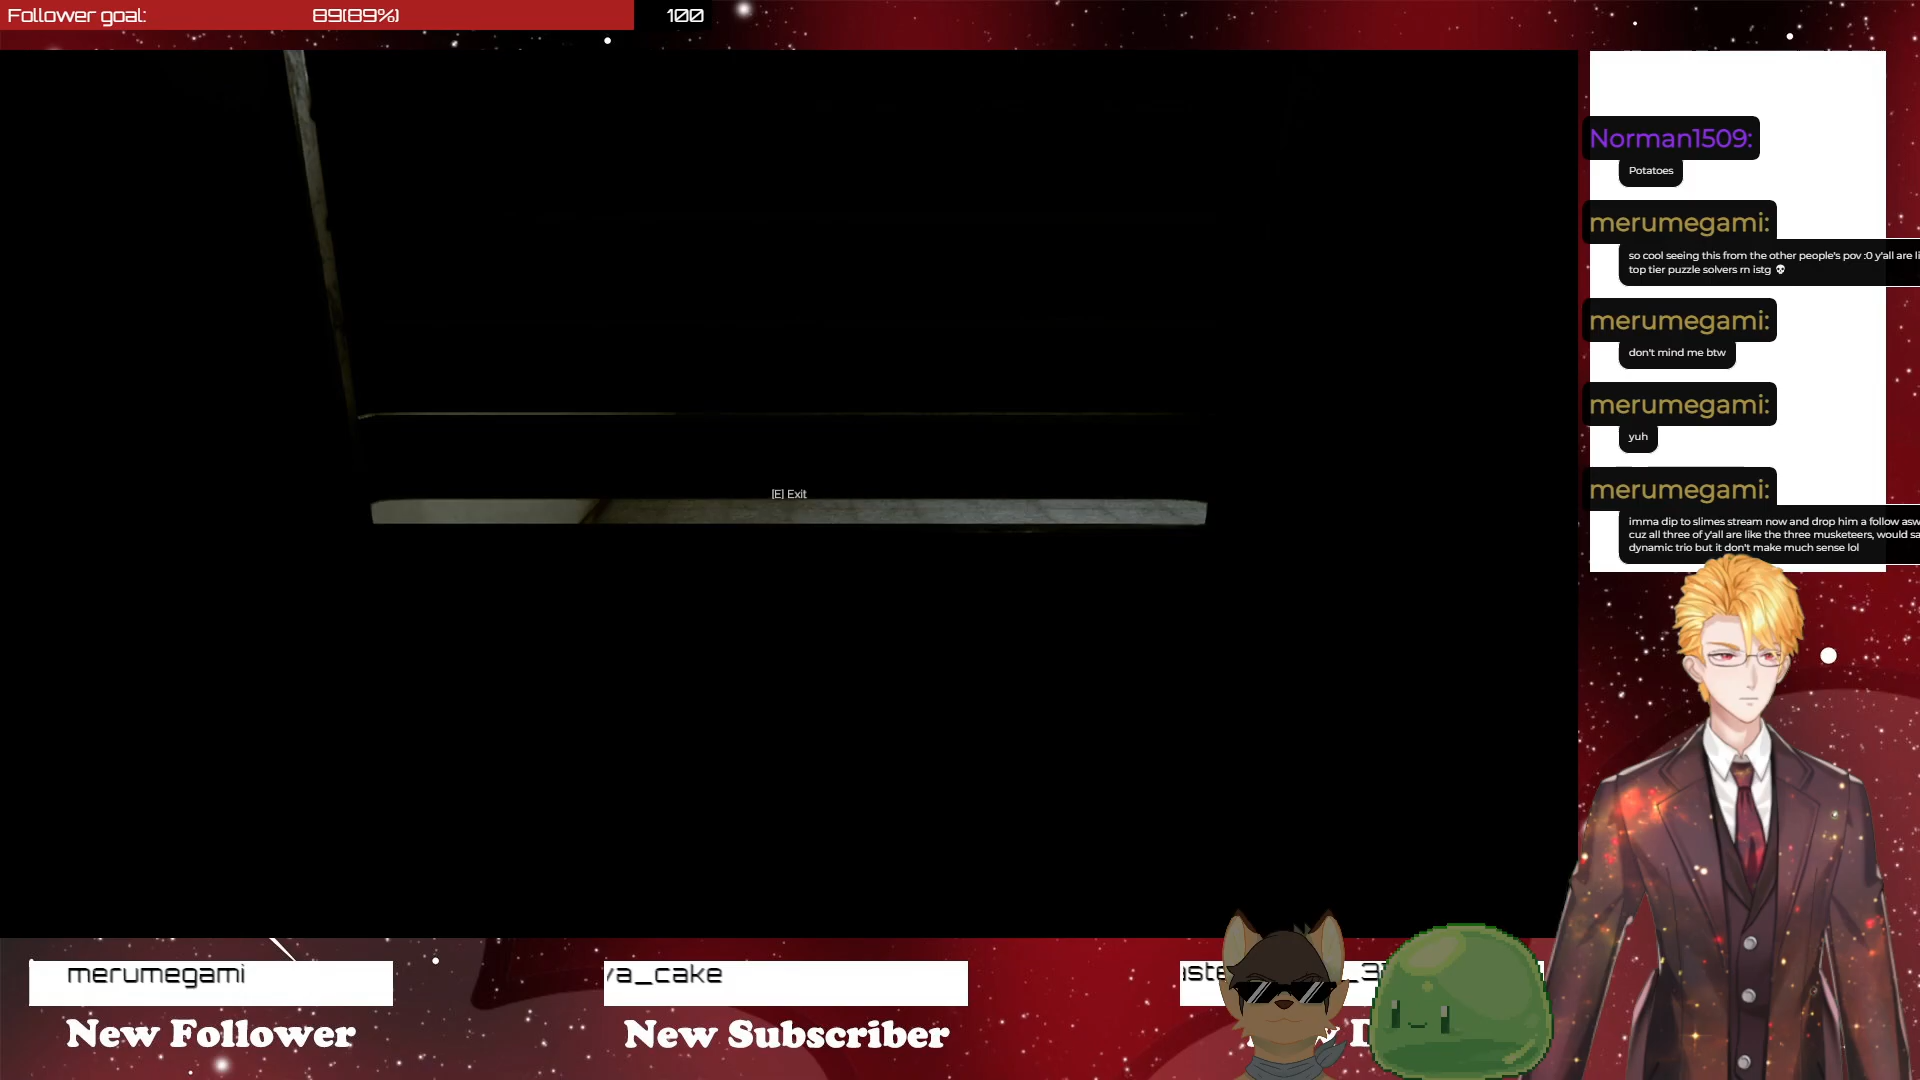 Follower goal: 89(89%) 100
Norman1509:
Potatoes
merumegami:
so cool seeing this from the other people's pov :0 y'all are
top tier puzzle solvers rn istg 💀
merumegami:
don't mind me btw
merumegami:
yuh
merumegami:
imma dip to slimes stream now and drop him a follow
cuz all three of y'all are like the three musketeers, would
dynamic trio but it don't make much sense lol
[E] Exit
merumegami
New Follower
a_cake
New Subscriber